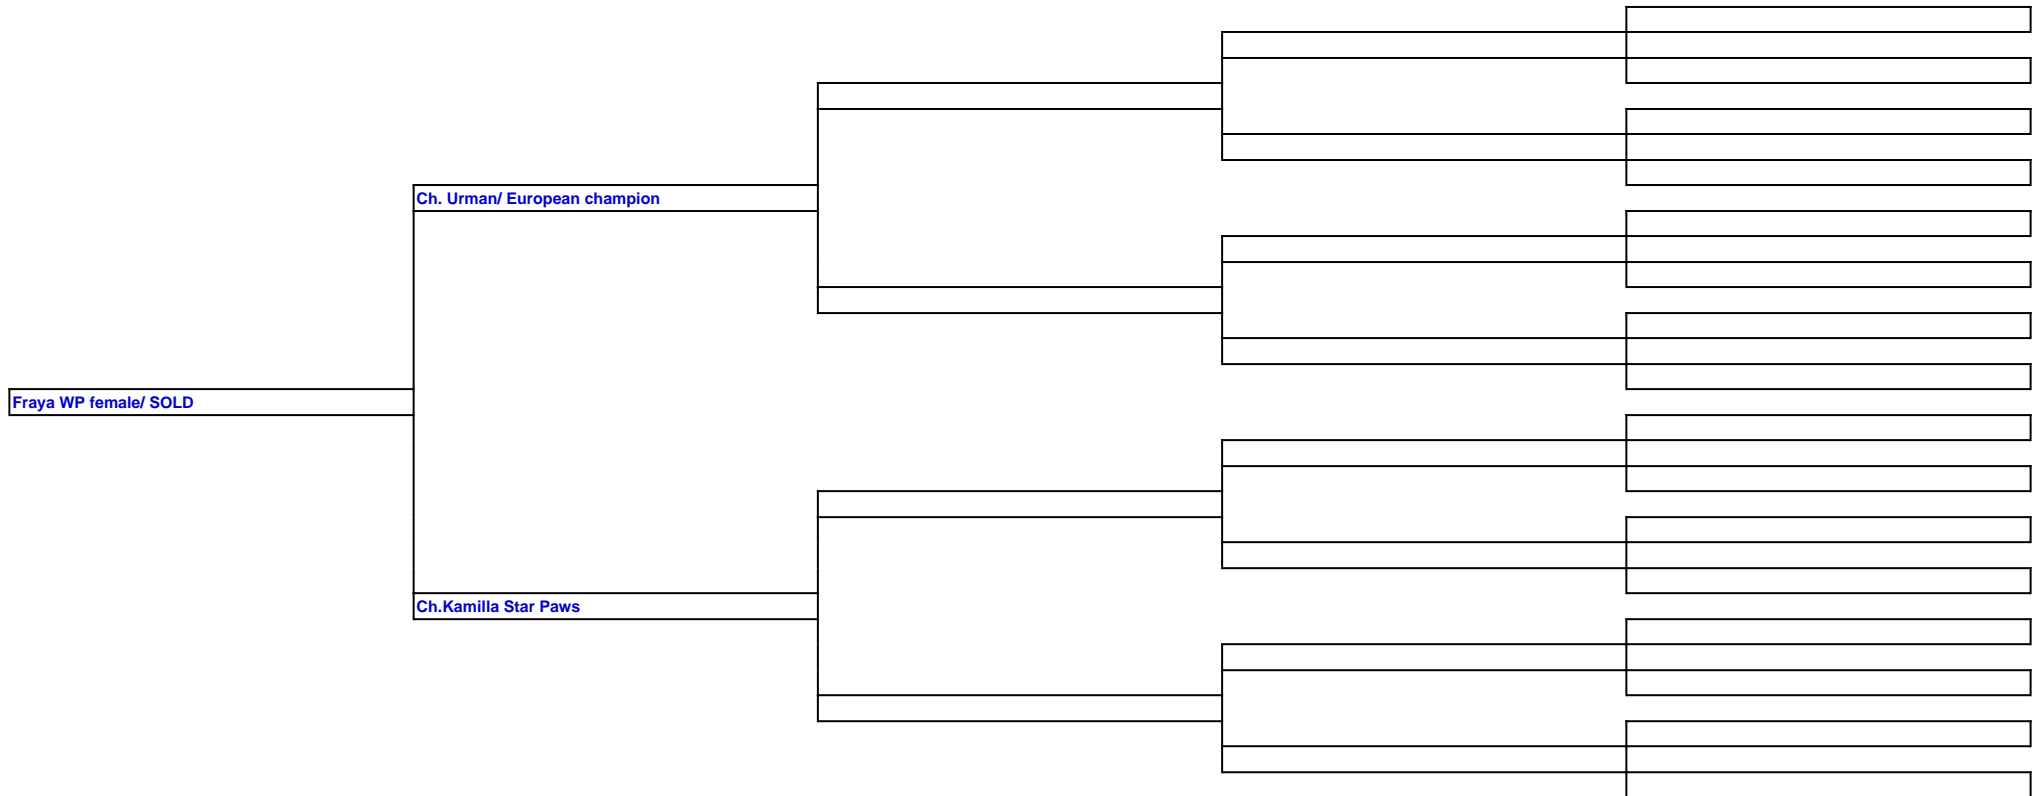 Ch. Urman/ European champion
Fraya WP female/ SOLD
Ch.Kamilla Star Paws